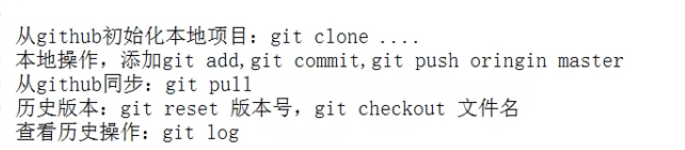 从github初始化本地项目：git clone ....
本地操作，添加git add,git commit,git push oringin master
从github同步：git pull
历史版本：git reset 版本号，git checkout 文件名
查看历史操作：git log